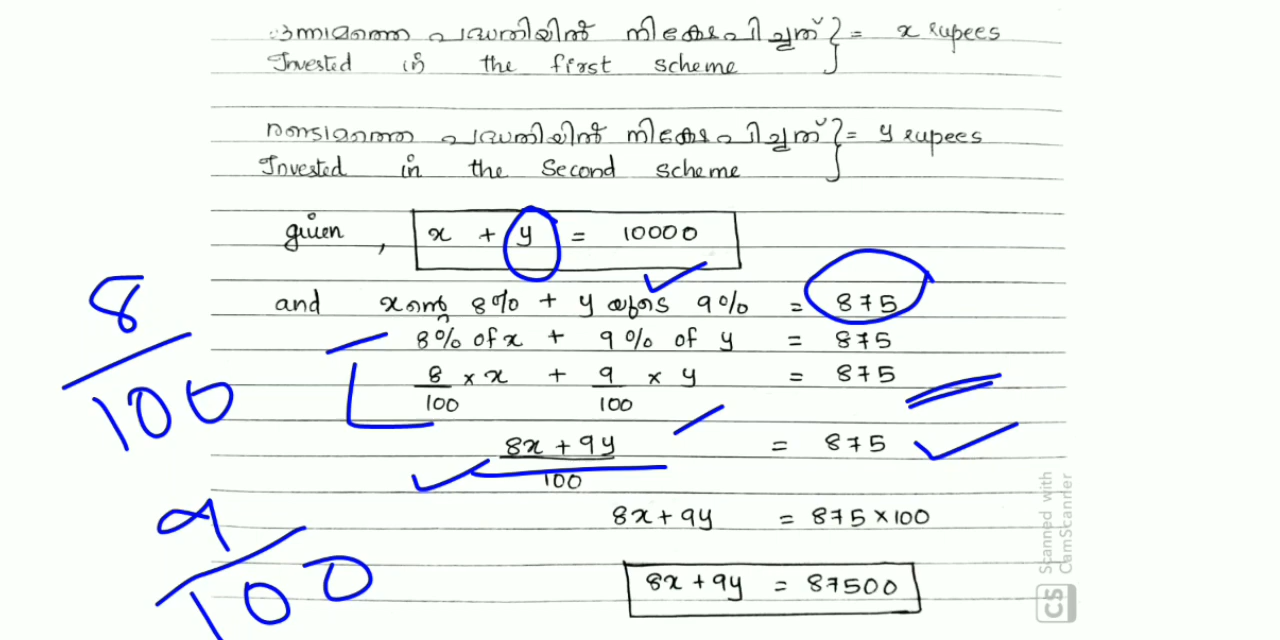 ഒന്നാമത്തെ പദ്ധതിയിൽ നിക്ഷേപിച്ചത് } = x rupees
Invested in the first scheme
രണ്ടാമത്തെ പദ്ധതിയിൽ നിക്ഷേപിച്ചത് } = y rupees
Invested in the Second scheme
given, x + y = 10000
and xന്റെ 8% + y യുടെ 9% = 875
8% of x + 9% of y = 875
8/100 × x + 9/100 × y = 875
8/100
(8x + 9y)/100 = 875
8x + 9y = 875 × 100
9/100
8x + 9y = 87500
CS Scanned with CamScanner